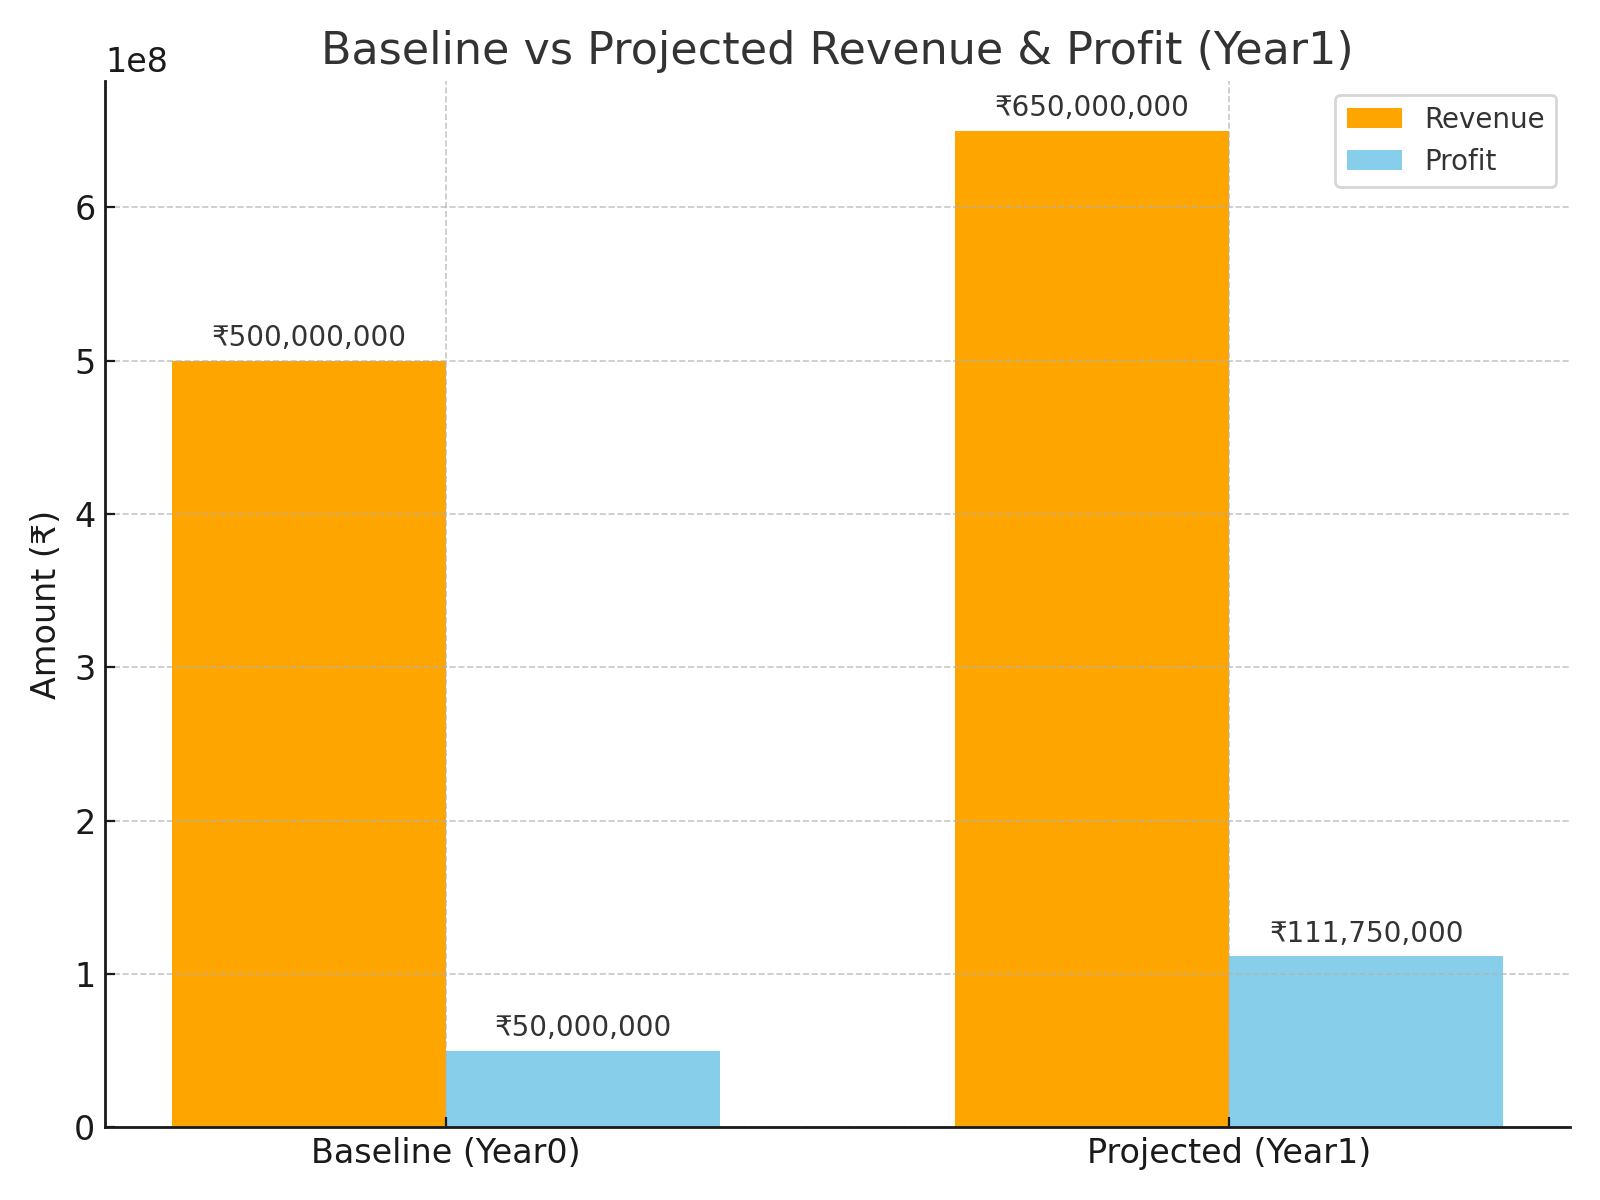 Baseline vs Projected Revenue & Profit (Year1)
1e8
₹650,000,000
Revenue
Profit
6
₹500,000,000
5
4
Amount (₹)
3
2
₹111,750,000
1
₹50,000,000
0
Baseline (Year0)
Projected (Year1)